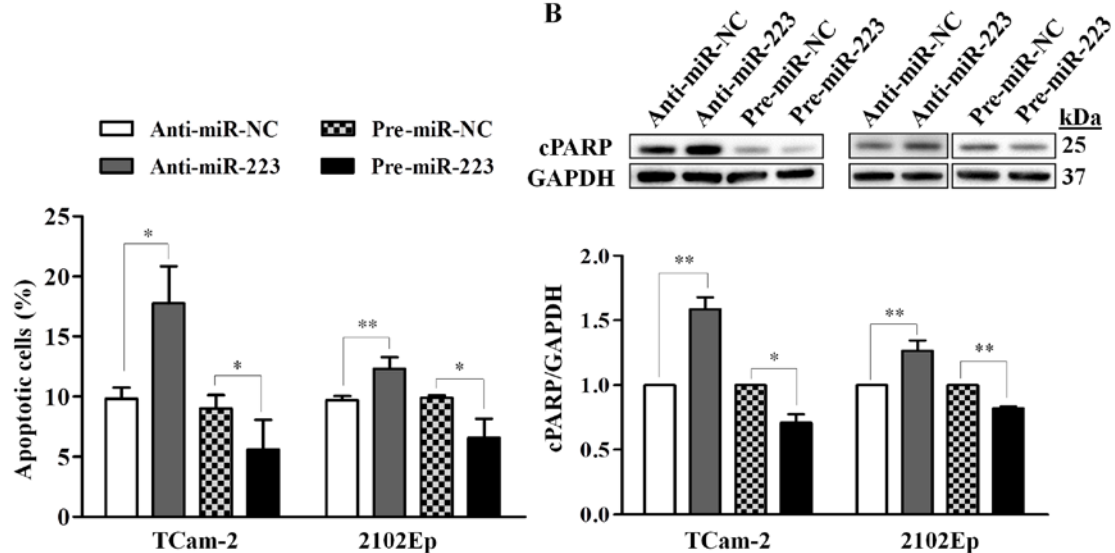 B
Anti-miR-NC
Anti-miR-223
Pre-miR-NC
Pre-miR-223
Anti-miR-NC
Anti-miR-223
Pre-miR-NC
Pre-miR-223
kDa
cPARP
25
GAPDH
37
Anti-miR-NC
Pre-miR-NC
Anti-miR-223
Pre-miR-223
Apoptotic cells (%)
25
20
15
10
5
0
*
*
**
*
TCam-2
2102Ep
cPARP/GAPDH
2.0
1.5
1.0
0.5
0.0
**
*
**
**
TCam-2
2102Ep